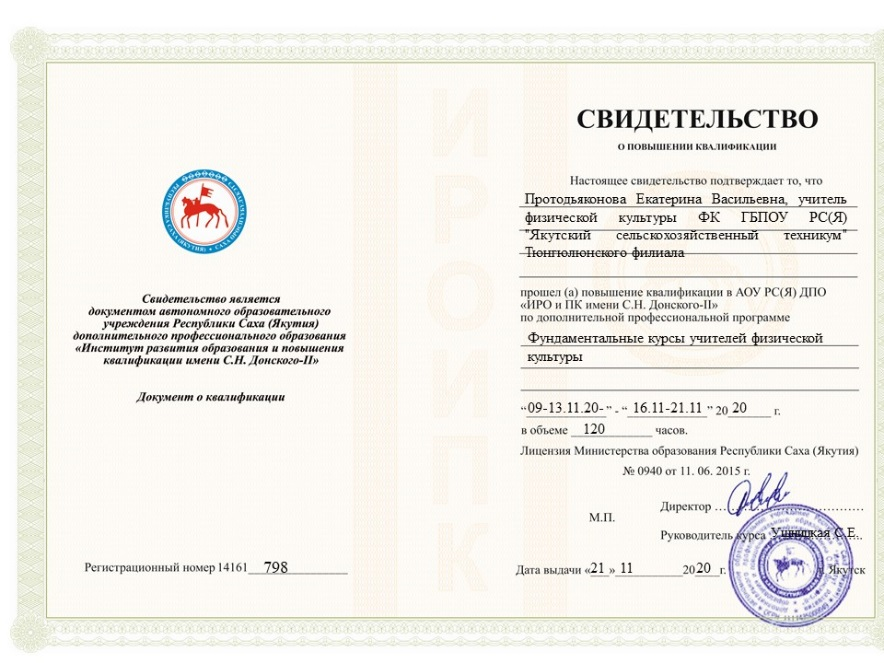 Свидетельство является
документом автономного образовательного
учреждения Республики Саха (Якутия)
дополнительного профессионального образования
«Институт развития образования и повышения
квалификации имени С.Н. Донского-II»
Документ о квалификации
Регистрационный номер 14161 798
ИРОИПК
СВИДЕТЕЛЬСТВО
О ПОВЫШЕНИИ КВАЛИФИКАЦИИ
Настоящее свидетельство подтверждает то, что
Протодьяконова Екатерина Васильевна, учитель
физической культуры ФК ГБПОУ РС(Я)
"Якутский сельскохозяйственный техникум"
Тюнгюлюнского филиала
прошел (а) повышение квалификации в АОУ РС(Я) ДПО
«ИРО и ПК имени С.Н. Донского-II»
по дополнительной профессиональной программе
Фундаментальные курсы учителей физической
культуры
“09-13.11.20-” - “ 16.11-21.11 ” 20 20 г.
в объеме 120 часов.
Лицензия Министерства образования Республики Саха (Якутия)
№ 0940 от 11. 06. 2015 г.
Директор
М.П.
Руководитель курса Ушницкая С.Е.
Дата выдачи «21 » 11 20 20 г. г. Якутск